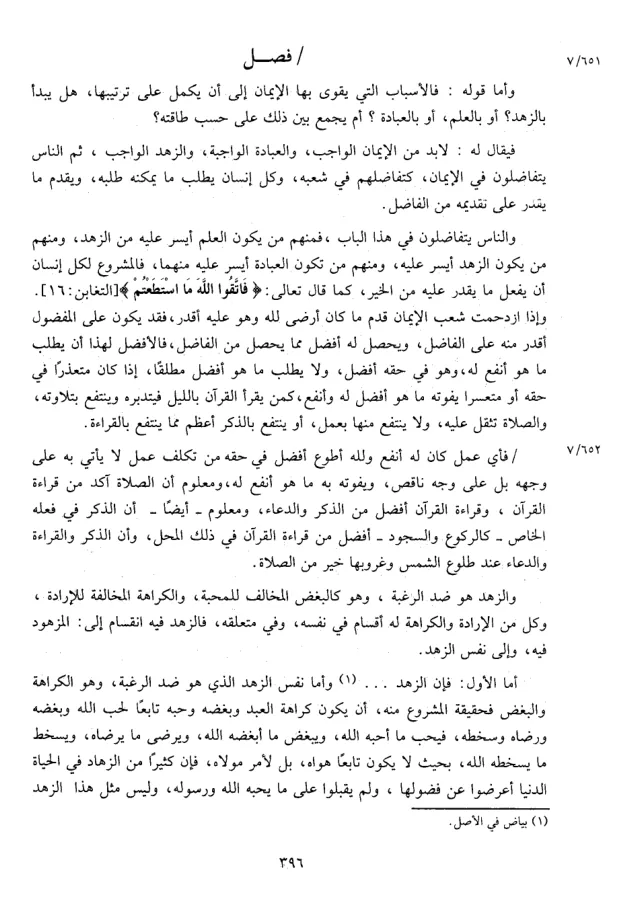 ٧/٦٥١
/ فصــل
وأما قوله : فالأسباب التي يقوى بها الإيمان إلى أن يكمل على ترتيبها، هل يبدأ
بالزهد؟ أو بالعلم، أو بالعبادة ؟ أم يجمع بين ذلك على حسب طاقته؟
فيقال له : لابد من الإيمان الواجب، والعبادة الواجبة، والزهد الواجب ، ثم الناس
يتفاضلون في الإيمان، كتفاضلهم في شعبه، وكل إنسان يطلب ما يمكنه طلبه، ويقدم ما
يقدر على تقديمه من الفاضل.
والناس يتفاضلون في هذا الباب ،فمنهم من يكون العلم أيسر عليه من الزهد، ومنهم
من يكون الزهد أيسر عليه، ومنهم من تكون العبادة أيسر عليه منهما، فالمشروع لكل إنسان
أن يفعل ما يقدر عليه من الخير، كما قال تعالى: ﴿ فَاتَّقُوا اللَّهَ مَا اسْتَطَعْتُمْ ﴾[التغابن:١٦].
وإذا ازدحمت شعب الإيمان قدم ما كان أرضى لله وهو عليه أقدر،فقد يكون على المفضول
أقدر منه على الفاضل، ويحصل له أفضل مما يحصل من الفاضل،فالأفضل لهذا أن يطلب
ما هو أنفع له،وهو في حقه أفضل، ولا يطلب ما هو أفضل مطلقًا، إذا كان متعذرًا في
حقه أو متعسرا يفوته ما هو أفضل له وأنفع،كمن يقرأ القرآن بالليل فيتدبره وينتفع بتلاوته،
والصلاة تثقل عليه، ولا ينتفع منها بعمل، أو ينتفع بالذكر أعظم مما ينتفع بالقراءة.
٧/٦٥٢
/ فأي عمل كان له أنفع ولله أطوع أفضل في حقه من تكلف عمل لا يأتي به على
وجهه بل على وجه ناقص، ويفوته به ما هو أنفع له،ومعلوم أن الصلاة آكد من قراءة
القرآن ، وقراءة القرآن أفضل من الذكر والدعاء، ومعلوم ـ أيضًا ـ أن الذكر في فعله
الخاص ـ كالركوع والسجود ـ أفضل من قراءة القرآن في ذلك المحل، وأن الذكر والقراءة
والدعاء عند طلوع الشمس وغروبها خير من الصلاة.
والزهد هو ضد الرغبة ، وهو كالبغض المخالف للمحبة، والكراهة المخالفة للإرادة ،
وكل من الإرادة والكراهة له أقسام في نفسه، وفي متعلقه، فالزهد فيه انقسام إلى: المزهود
فيه، وإلى نفس الزهد.
أما الأول: فإن الزهد ... (١) وأما نفس الزهد الذي هو ضد الرغبة، وهو الكراهة
والبغض فحقيقة المشروع منه، أن يكون كراهة العبد وبغضه وحبه تابعًا لحب الله وبغضه
ورضاه وسخطه، فيحب ما أحبه الله، ويبغض ما أبغضه الله، ويرضى ما يرضاه، ويسخط
ما يسخطه الله، بحيث لا يكون تابعًا هواه، بل لأمر مولاه، فإن كثيرًا من الزهاد في الحياة
الدنيا أعرضوا عن فضولها ، ولم يقبلوا على ما يحبه الله ورسوله، وليس مثل هذا الزهد
(١) بياض في الأصل.
٣٩٦